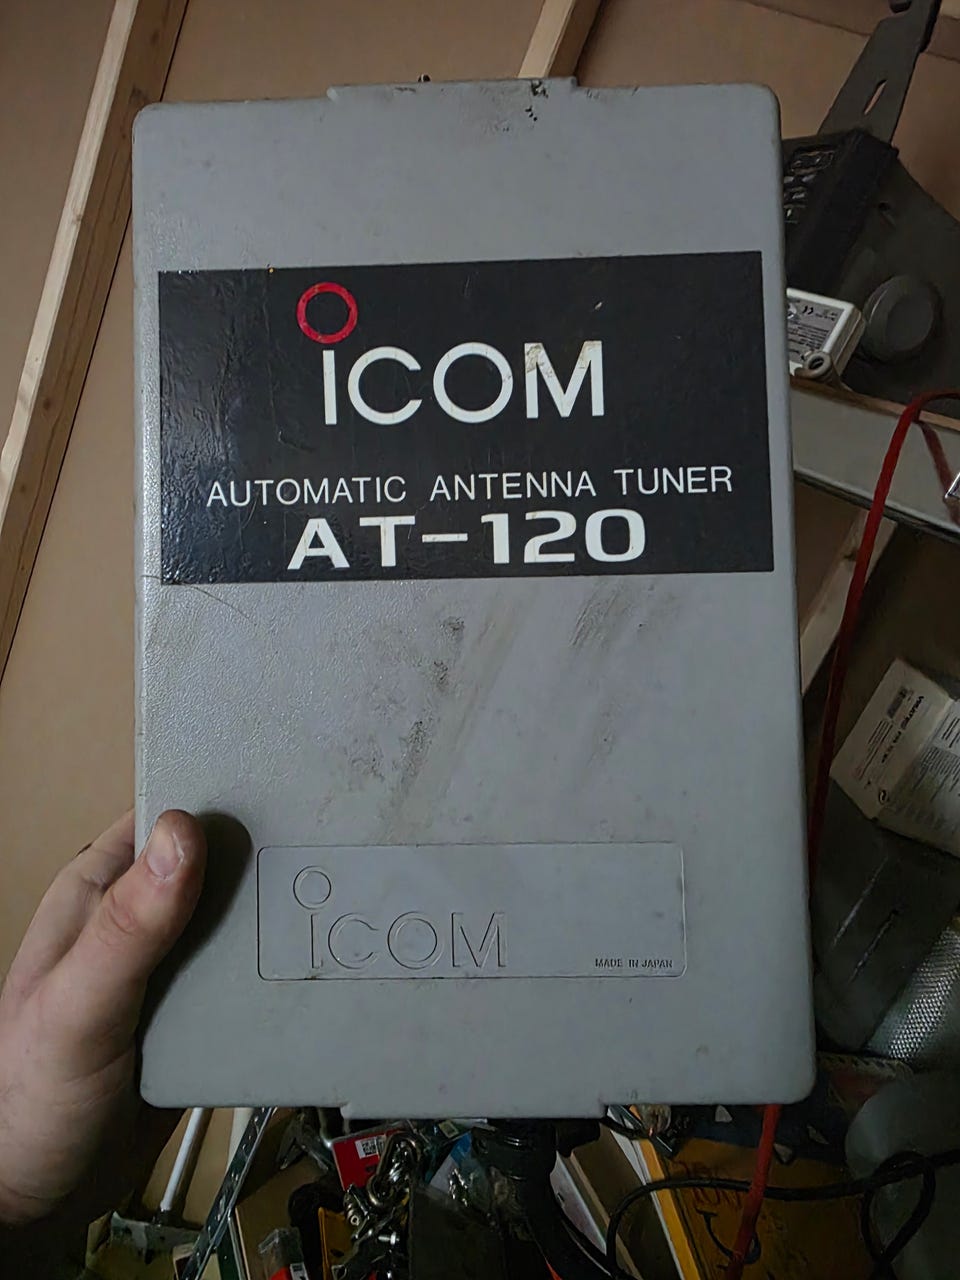 ICOM
AUTOMATIC ANTENNA TUNER
AT-120
ICOM
MADE IN JAPAN